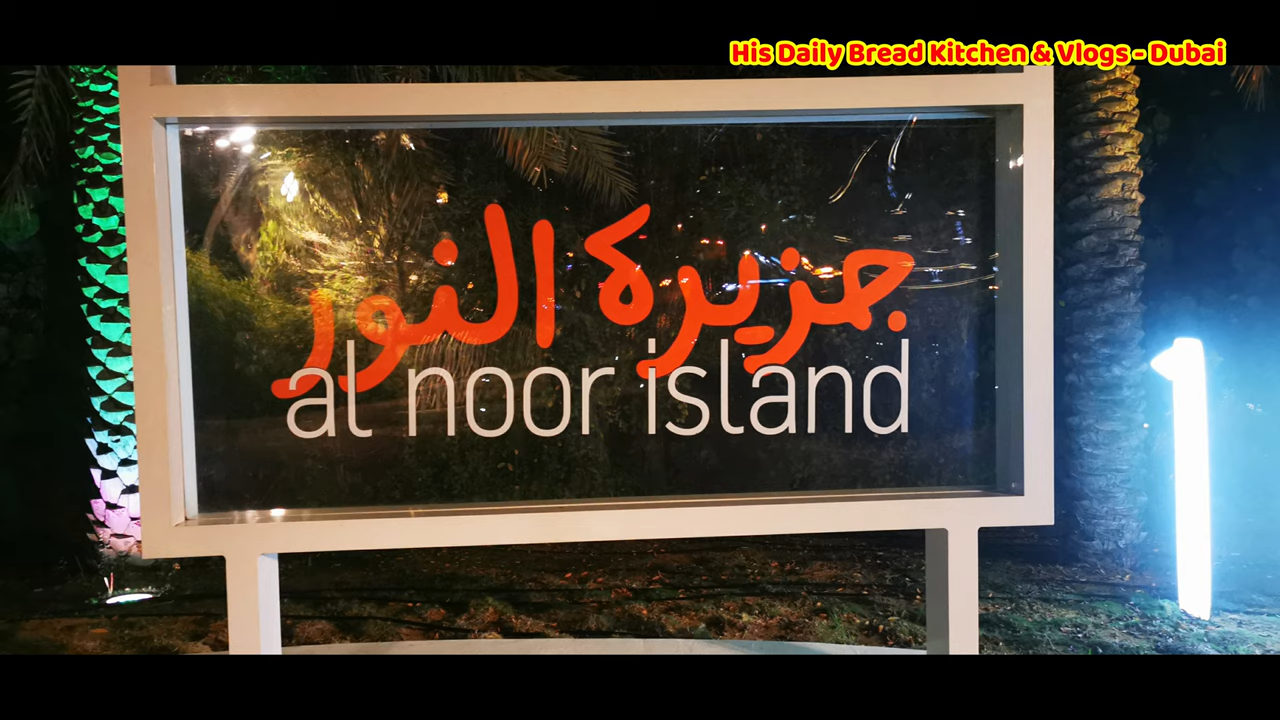 His Daily Bread Kitchen & Vlogs - Dubai
جزيرة النور
al noor island